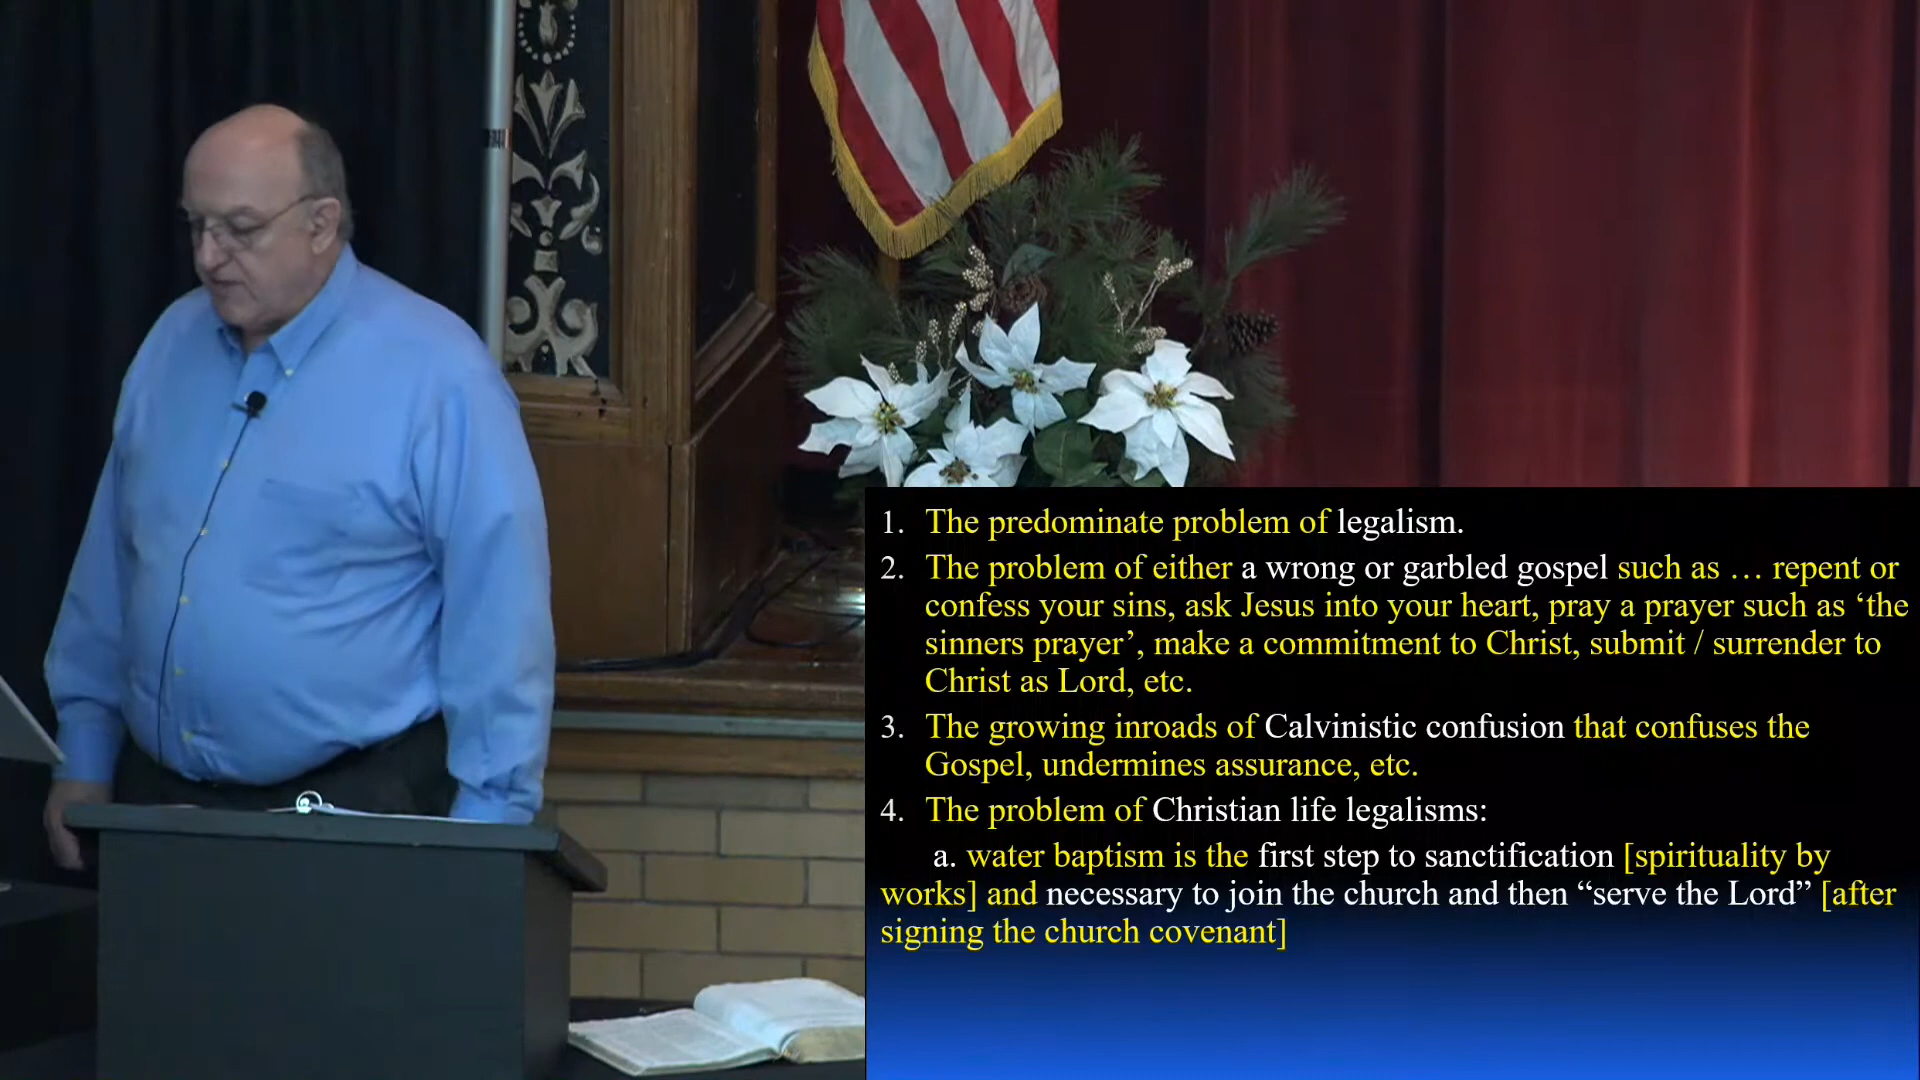 1. The predominate problem of legalism.
2. The problem of either a wrong or garbled gospel such as … repent or
confess your sins, ask Jesus into your heart, pray a prayer such as ‘the
sinners prayer’, make a commitment to Christ, submit / surrender to
Christ as Lord, etc.
3. The growing inroads of Calvinistic confusion that confuses the
Gospel, undermines assurance, etc.
4. The problem of Christian life legalisms:
a. water baptism is the first step to sanctification [spirituality by
works] and necessary to join the church and then “serve the Lord” [after
signing the church covenant]